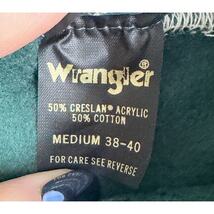 Wrangler
50% CRESLAN® ACRYLIC
50% COTTON
MEDIUM 38-40
FOR CARE SEE REVERSE